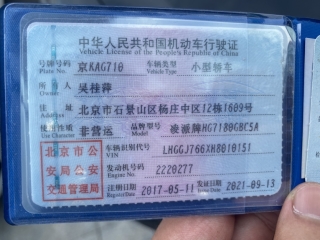 中华人民共和国机动车行驶证
Vehicle License of the People's Republic of China
号牌号码 京KAG710 车辆类型 小型轿车
Plate No. Vehicle Type
所有人 吴桂萍
Owner
住址 北京市石景山区杨庄中区12栋1609号
Address
使用性质 非营运 品牌型号 凌派牌HG7180GBC5A
Use Character Model
北京市公 车辆识别代号 LHGGJ766XH8010151
VIN
安局公安 发动机号码 2220277
Engine No.
交通管理局 注册日期 2017-05-11 发证日期 2021-09-13
Register Date Issue Date